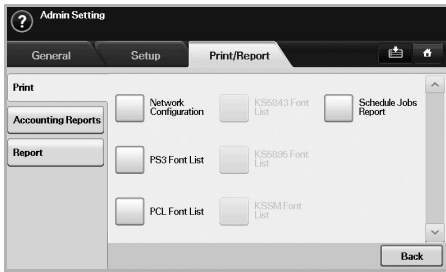 ?
Admin Setting
General
Setup
Print/Report
Print
Accounting Reports
Report
Network
Configuration
KS5843 Font
List
Schedule Jobs
Report
PS3 Font List
KS5895 Font
List
PCL Font List
KSSM Font
List
Back